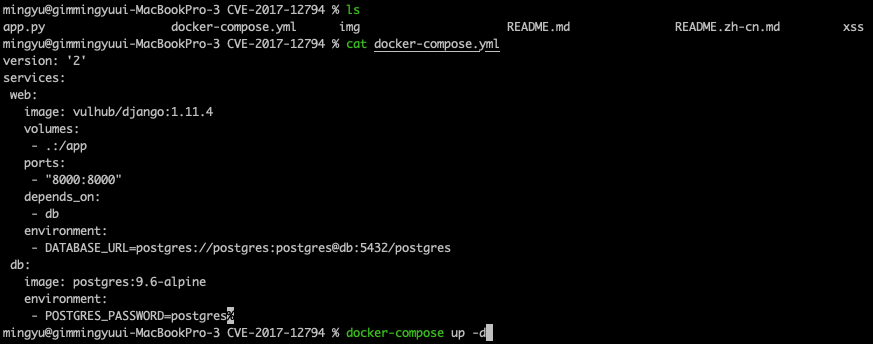 mingyu@gimmingyuui-MacBookPro-3 CVE-2017-12794 % ls
app.py docker-compose.yml img README.md README.zh-cn.md xss
mingyu@gimmingyuui-MacBookPro-3 CVE-2017-12794 % cat docker-compose.yml
version: '2'
services:
 web:
   image: vulhub/django:1.11.4
   volumes:
    - .:/app
   ports:
    - "8000:8000"
   depends_on:
    - db
   environment:
    - DATABASE_URL=postgres://postgres:postgres@db:5432/postgres
 db:
   image: postgres:9.6-alpine
   environment:
    - POSTGRES_PASSWORD=postgres%
mingyu@gimmingyuui-MacBookPro-3 CVE-2017-12794 % docker-compose up -d